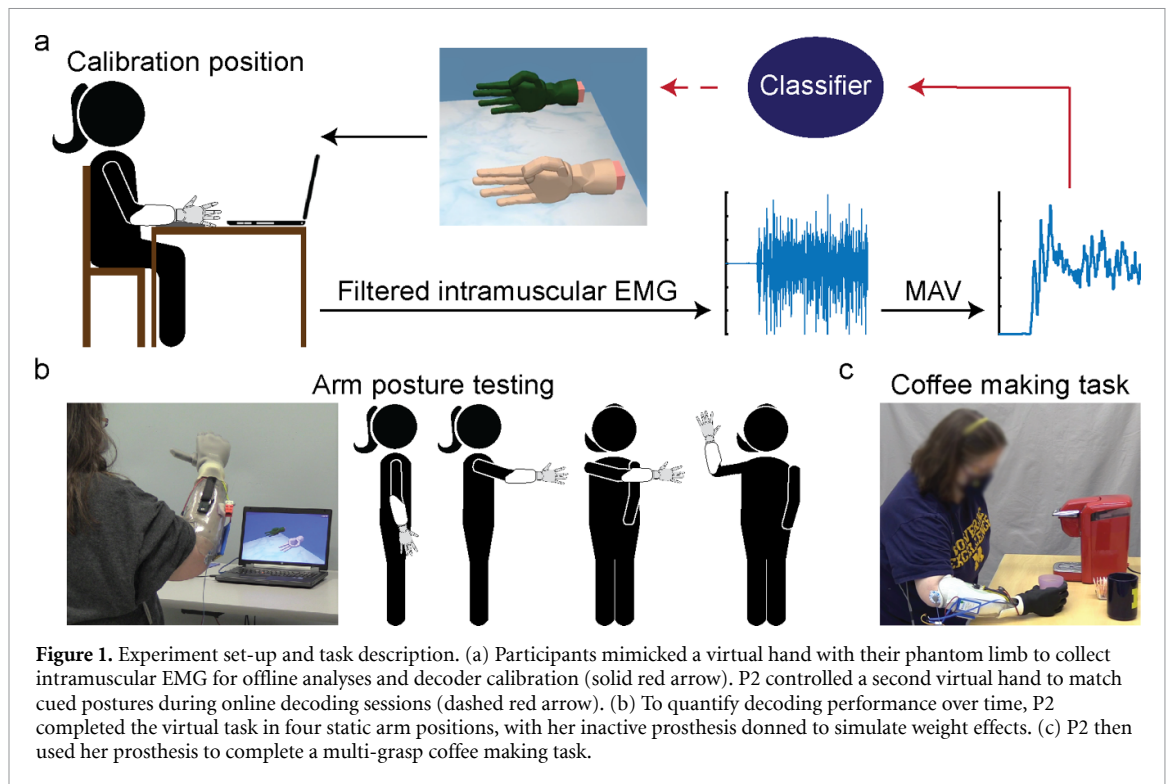 a
Calibration position
Classifier
Filtered intramuscular EMG
MAV
b
Arm posture testing
c
Coffee making task
Figure 1. Experiment set-up and task description. (a) Participants mimicked a virtual hand with their phantom limb to collect
intramuscular EMG for offline analyses and decoder calibration (solid red arrow). P2 controlled a second virtual hand to match
cued postures during online decoding sessions (dashed red arrow). (b) To quantify decoding performance over time, P2
completed the virtual task in four static arm positions, with her inactive prosthesis donned to simulate weight effects. (c) P2 then
used her prosthesis to complete a multi-grasp coffee making task.